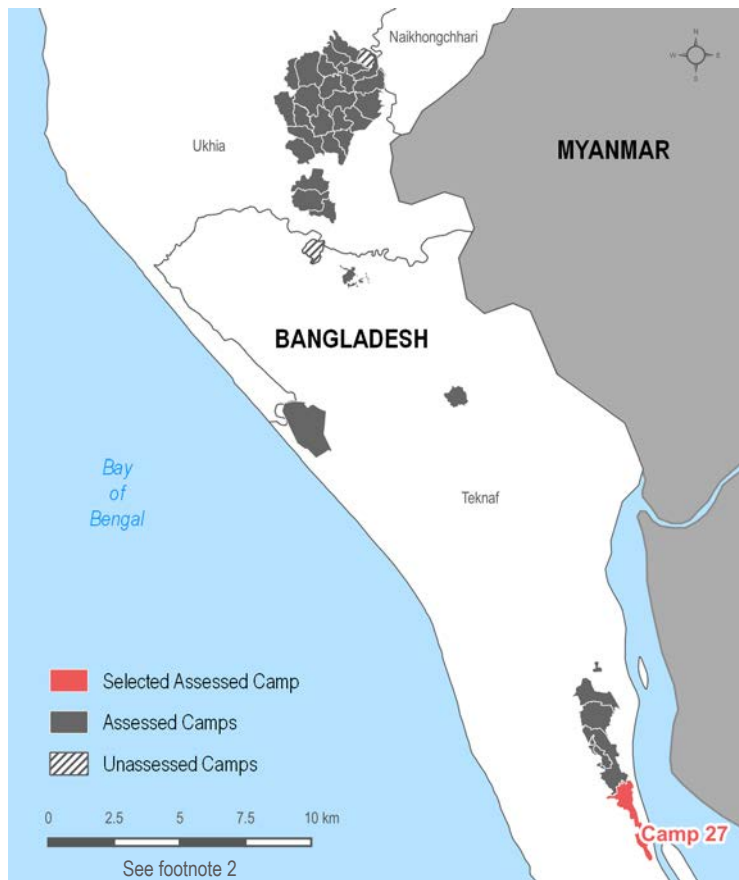 Naikhongchhari
N
W
E
S
Ukhia
MYANMAR
BANGLADESH
Bay
of
Bengal
Teknaf
Selected Assessed Camp
Assessed Camps
Unassessed Camps
0 2.5 5 7.5 10 km
See footnote 2
Camp 27